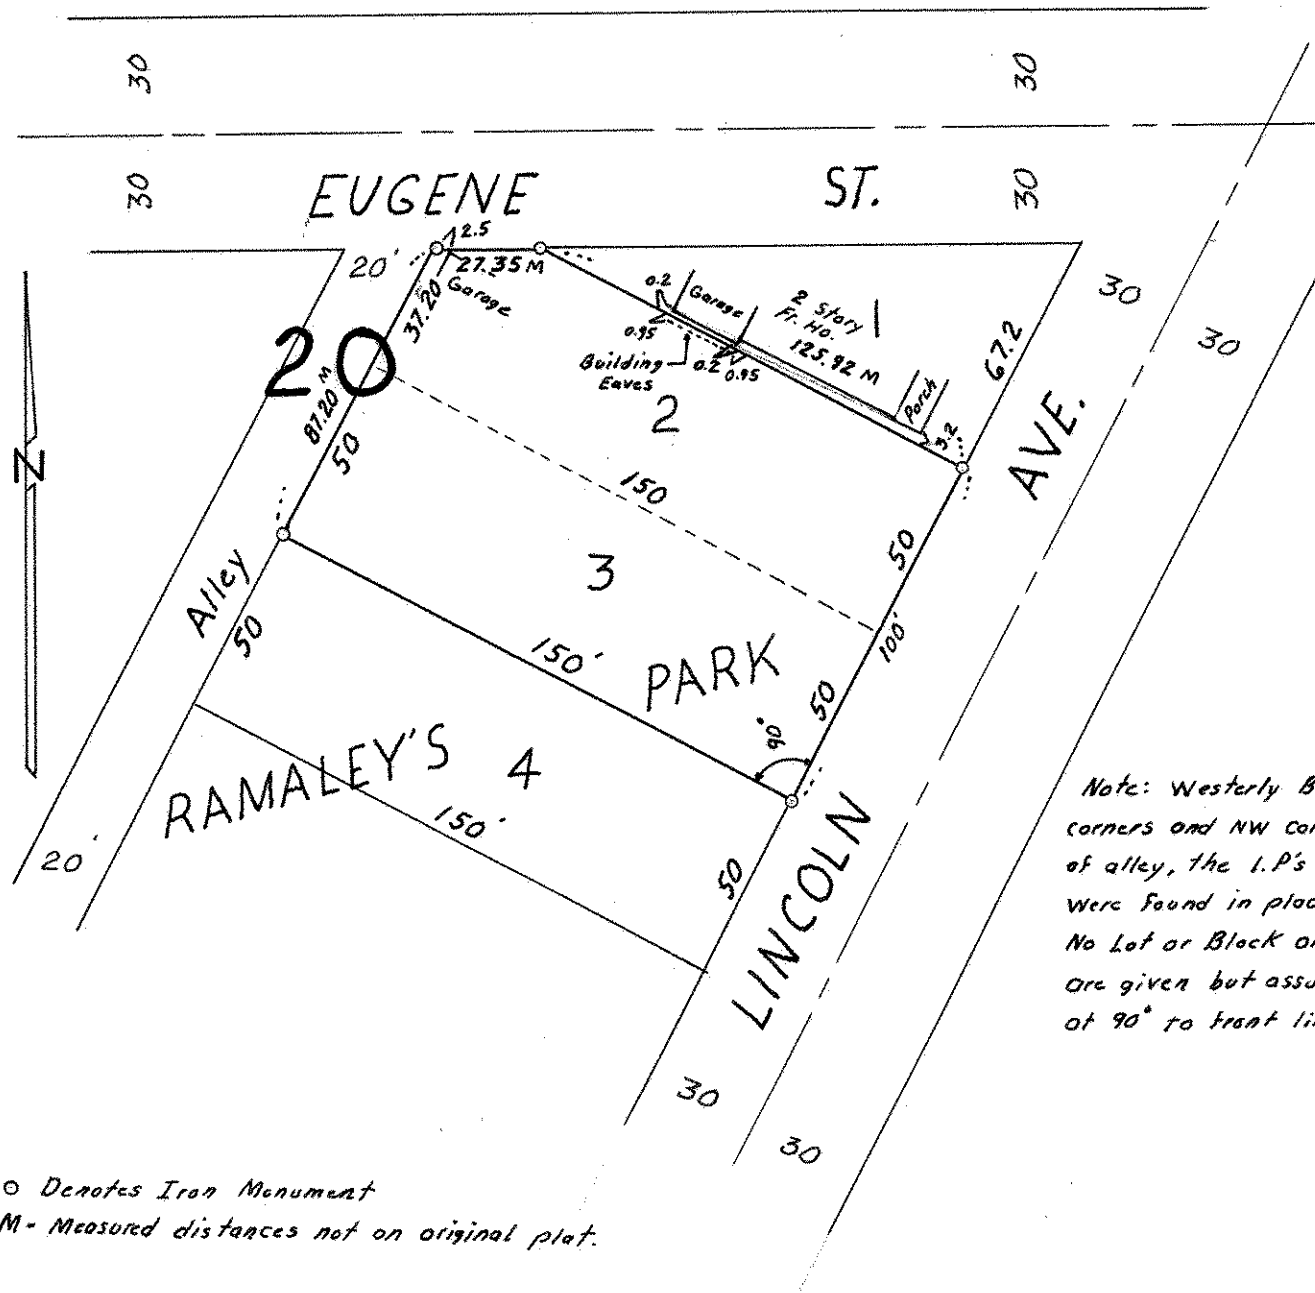 30
30
30
30
EUGENE ST.
20'
2.5
27.35 M
Garage
37.20
0.2
Garage
2 Story
Fr. Ho.
125.92 M
0.95
Building
Eaves
0.2
0.95
Porch
3.2
67.2
30
30
20
87.20 M
50
2
N
AVE.
150
50
3
100'
Alley
50
150'
PARK
50
90°
RAMALEY'S
4
150'
50
LINCOLN
20'
30
30
Note: Westerly
corners and NW
of alley, the I.P's
were found in
No Lot or Block
are given but
at 90° to front
o Denotes Iron Monument
M - Measured distances not on original plat.